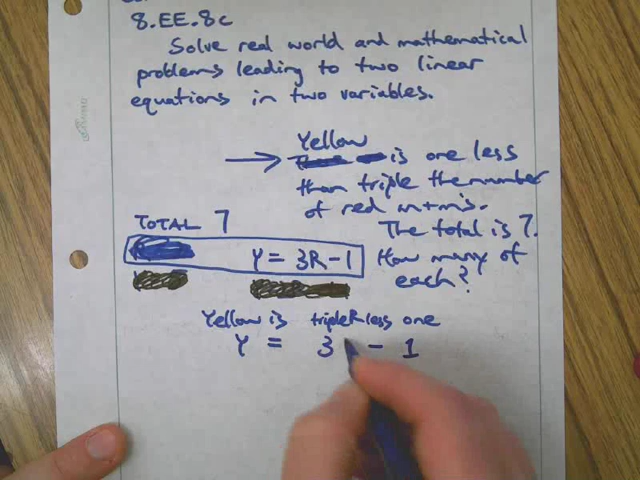 8.EE.8c
Solve real world and mathematical
problems leading to two linear
equations in two variables.
Yellow
is one less
than triple the number
of red m+m's.
TOTAL 7
The total is 7.
Y = 3R-1
How many of
each?
Yellow is tripleR less one
Y = 3 - 1